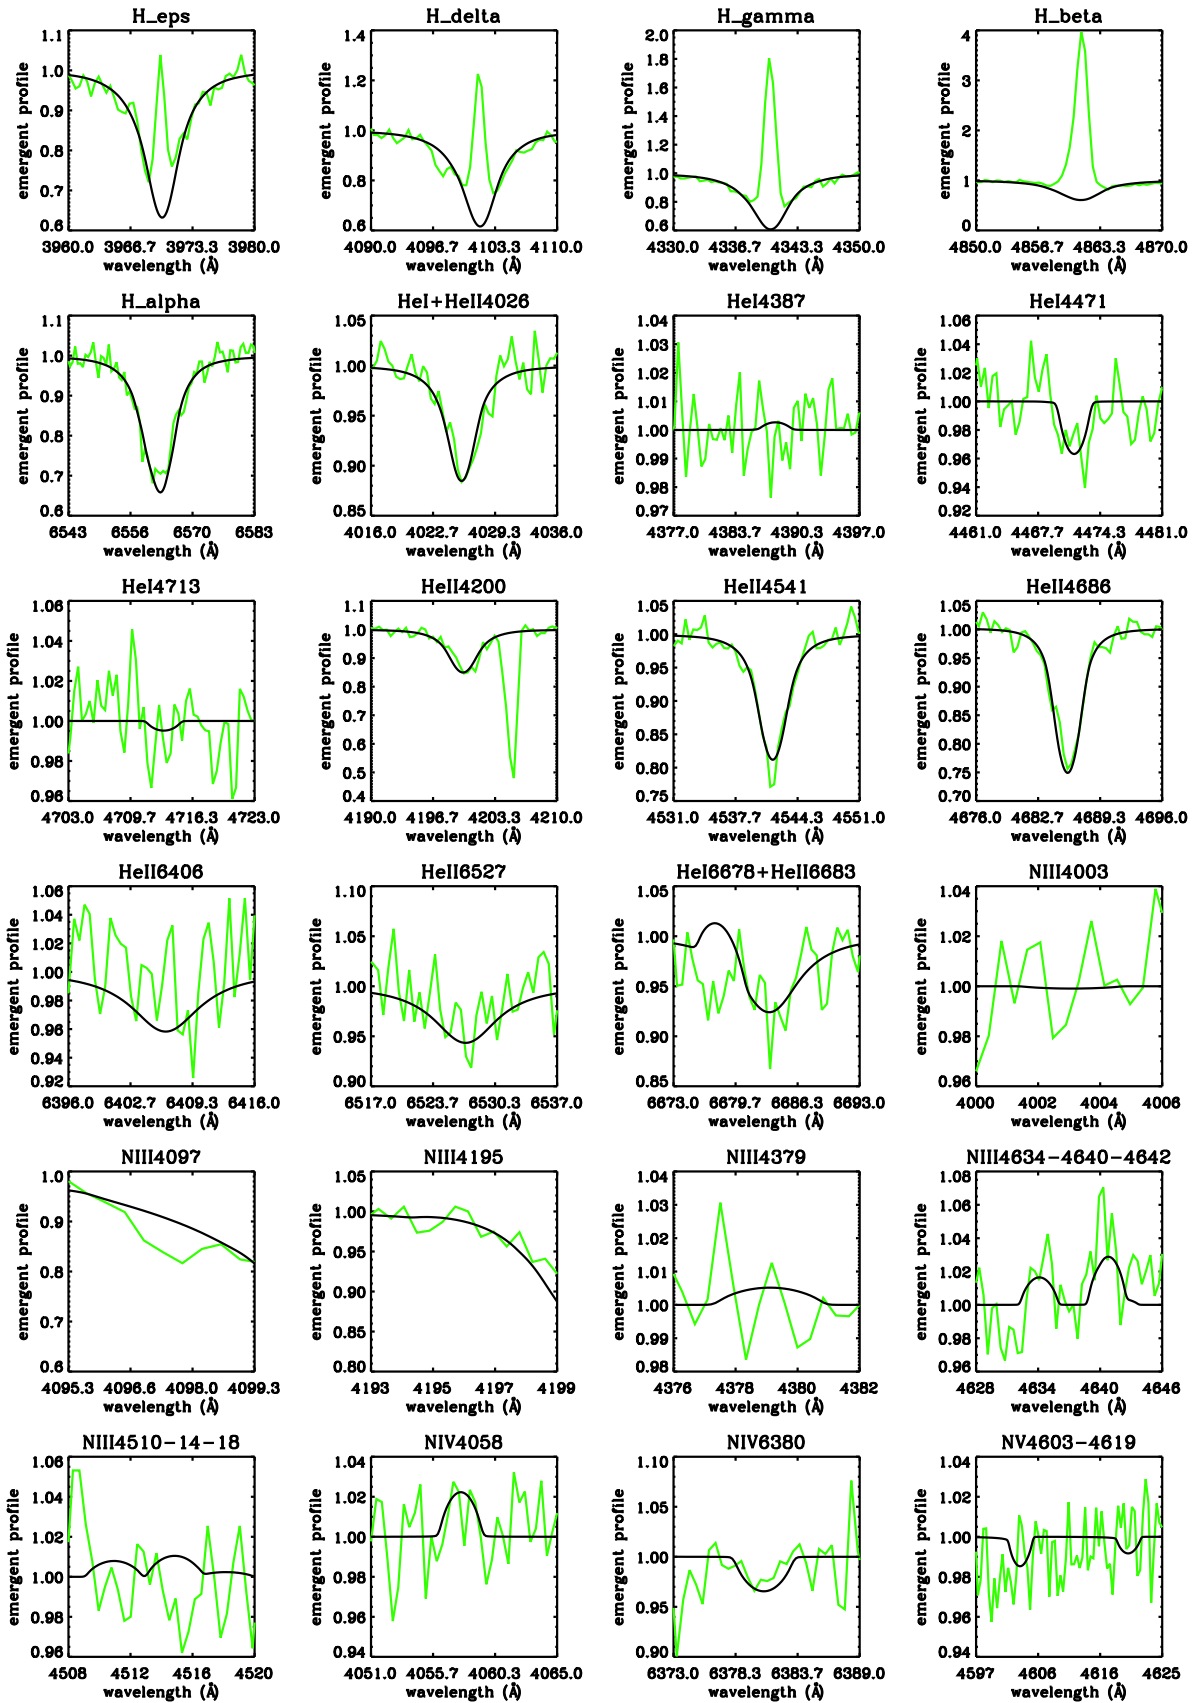 H_eps
H_delta
H_gamma
H_beta
emergent profile
1.1
1.0
0.9
0.8
0.7
0.6
3960.0 3966.7 3973.3 3980.0
wavelength (Å)
emergent profile
1.4
1.2
1.0
0.8
0.6
4090.0 4096.7 4103.3 4110.0
wavelength (Å)
emergent profile
2.0
1.8
1.6
1.4
1.2
1.0
0.8
0.6
4330.0 4336.7 4343.3 4350.0
wavelength (Å)
emergent profile
4
3
2
1
0
4850.0 4856.7 4863.3 4870.0
wavelength (Å)
H_alpha
HeI+HeII4026
HeI4387
HeI4471
emergent profile
1.1
1.0
0.9
0.8
0.7
0.6
6543 6556 6570 6583
wavelength (Å)
emergent profile
1.05
1.00
0.95
0.90
0.85
4016.0 4022.7 4029.3 4036.0
wavelength (Å)
emergent profile
1.04
1.03
1.02
1.01
1.00
0.99
0.98
0.97
4377.0 4383.7 4390.3 4397.0
wavelength (Å)
emergent profile
1.06
1.04
1.02
1.00
0.98
0.96
0.94
0.92
4461.0 4467.7 4474.3 4481.0
wavelength (Å)
HeI4713
HeII4200
HeII4541
HeII4686
emergent profile
1.06
1.04
1.02
1.00
0.98
0.96
4703.0 4709.7 4716.3 4723.0
wavelength (Å)
emergent profile
1.1
1.0
0.9
0.8
0.7
0.6
0.5
0.4
4190.0 4196.7 4203.3 4210.0
wavelength (Å)
emergent profile
1.05
1.00
0.95
0.90
0.85
0.80
0.75
4531.0 4537.7 4544.3 4551.0
wavelength (Å)
emergent profile
1.05
1.00
0.95
0.90
0.85
0.80
0.75
0.70
4676.0 4682.7 4689.3 4696.0
wavelength (Å)
HeII6406
HeII6527
HeI6678+HeII6683
NIII4003
emergent profile
1.06
1.04
1.02
1.00
0.98
0.96
0.94
0.92
6396.0 6402.7 6409.3 6416.0
wavelength (Å)
emergent profile
1.10
1.05
1.00
0.95
0.90
6517.0 6523.7 6530.3 6537.0
wavelength (Å)
emergent profile
1.05
1.00
0.95
0.90
0.85
6673.0 6679.7 6686.3 6693.0
wavelength (Å)
emergent profile
1.04
1.02
1.00
0.98
0.96
4000 4002 4004 4006
wavelength (Å)
NIII4097
NIII4195
NIII4379
NIII4634-4640-4642
emergent profile
1.0
0.9
0.8
0.7
0.6
4095.3 4096.6 4098.0 4099.3
wavelength (Å)
emergent profile
1.05
1.00
0.95
0.90
0.85
0.80
4193 4195 4197 4199
wavelength (Å)
emergent profile
1.04
1.03
1.02
1.01
1.00
0.99
0.98
4376 4378 4380 4382
wavelength (Å)
emergent profile
1.08
1.06
1.04
1.02
1.00
0.98
0.96
4628 4634 4640 4646
wavelength (Å)
NIII4510-14-18
NIV4058
NIV6380
NV4603-4619
emergent profile
1.06
1.04
1.02
1.00
0.98
0.96
4508 4512 4516 4520
wavelength (Å)
emergent profile
1.04
1.02
1.00
0.98
0.96
0.94
4051.0 4055.7 4060.3 4065.0
wavelength (Å)
emergent profile
1.10
1.05
1.00
0.95
0.90
6373.0 6378.3 6383.7 6389.0
wavelength (Å)
emergent profile
1.04
1.02
1.00
0.98
0.96
0.94
4597 4606 4616 4625
wavelength (Å)